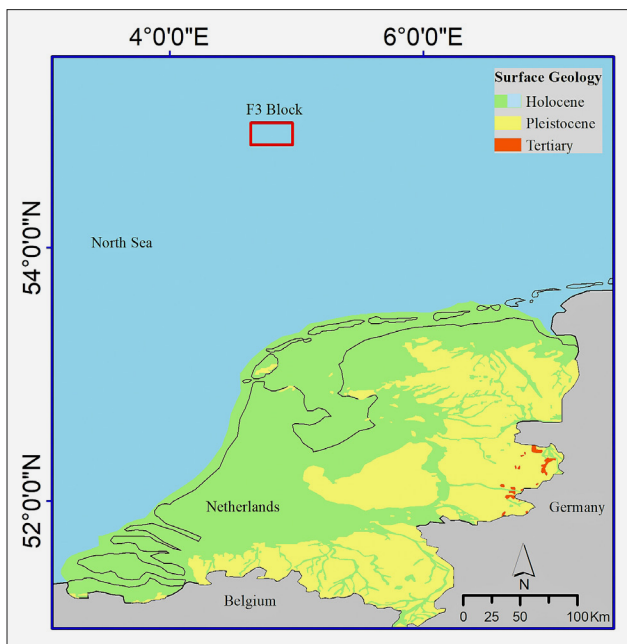 4°0'0"E
6°0'0"E
Surface Geology
Holocene
Pleistocene
Tertiary
F3 Block
54°0'0"N
North Sea
52°0'0"N
Netherlands
Germany
Belgium
N
0 25 50 100 Km